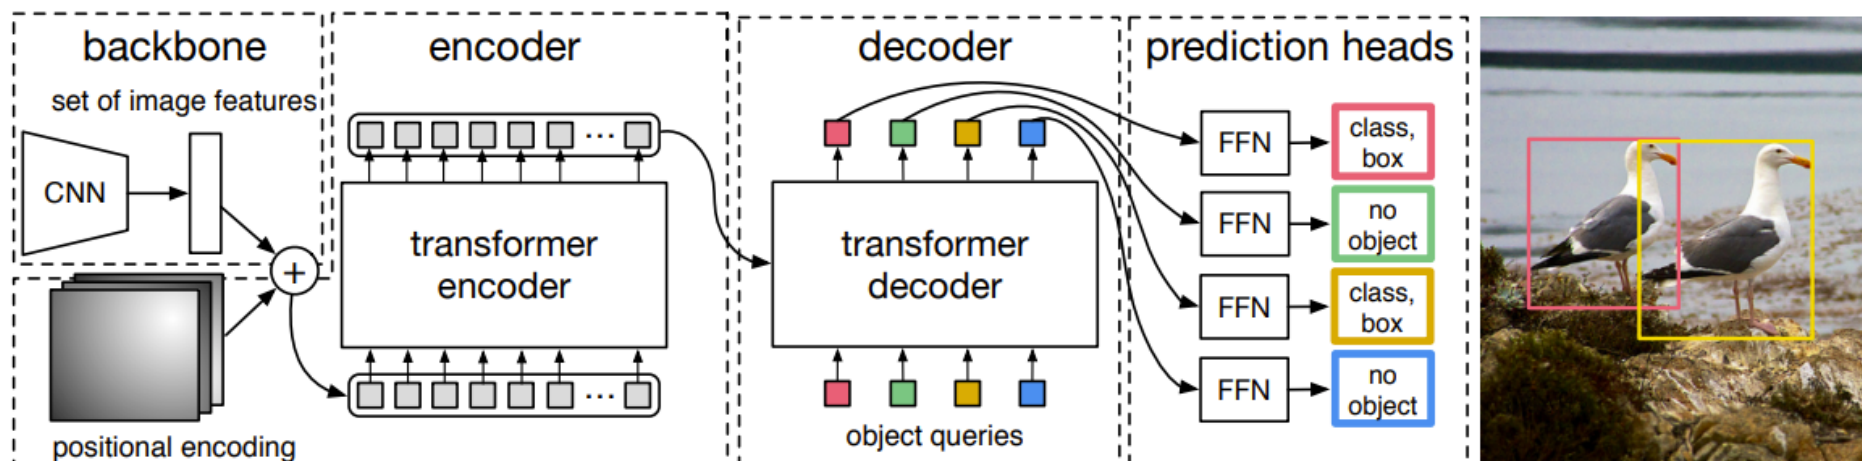 backbone
set of image features
CNN
+
positional encoding
encoder
...
transformer
encoder
...
decoder
transformer
decoder
object queries
prediction heads
FFN
class,
box
FFN
no
object
FFN
class,
box
FFN
no
object